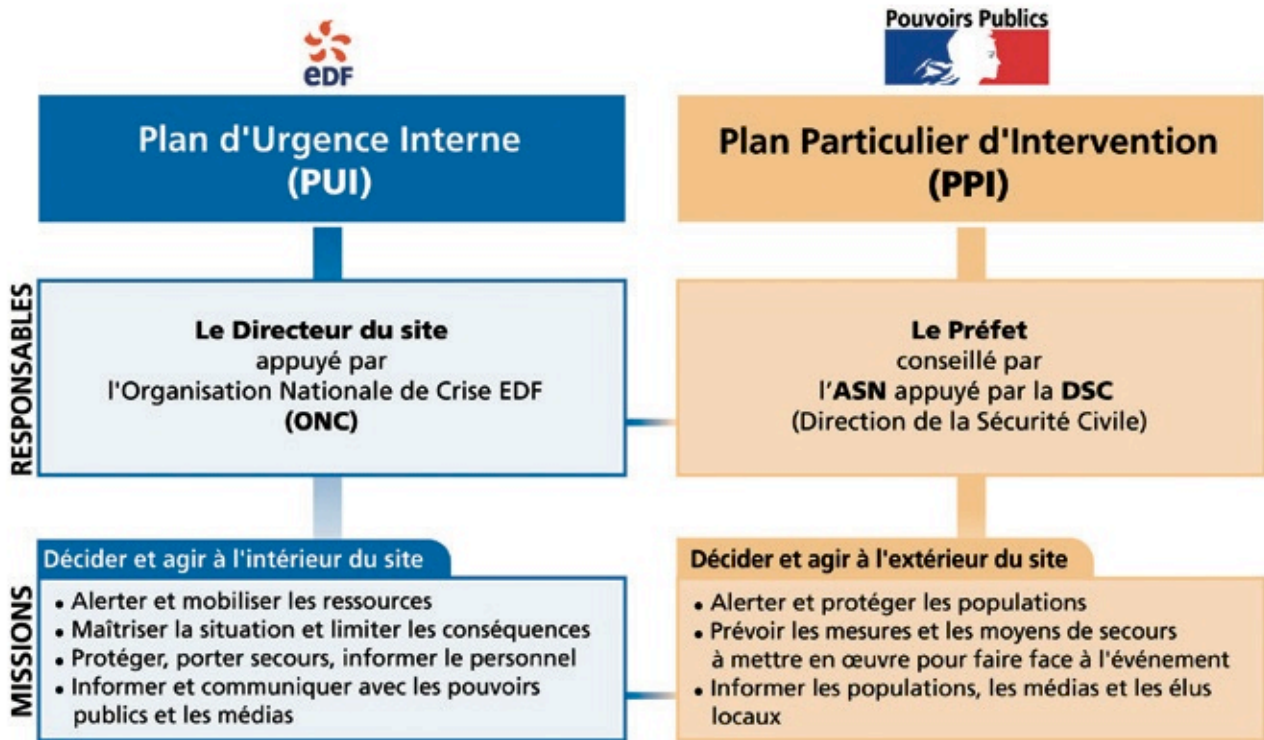 eDF
Pouvoirs Publics
Plan d'Urgence Interne
(PUI)
Plan Particulier d'Intervention
(PPI)
RESPONSABLES
Le Directeur du site
appuyé par
l'Organisation Nationale de Crise EDF
(ONC)
Le Préfet
conseillé par
l'ASN appuyé par la DSC
(Direction de la Sécurité Civile)
MISSIONS
Décider et agir à l'intérieur du site
• Alerter et mobiliser les ressources
• Maîtriser la situation et limiter les conséquences
• Protéger, porter secours, informer le personnel
• Informer et communiquer avec les pouvoirs
publics et les médias
Décider et agir à l'extérieur du site
• Alerter et protéger les populations
• Prévoir les mesures et les moyens de secours
à mettre en œuvre pour faire face à l'événement
• Informer les populations, les médias et les élus
locaux